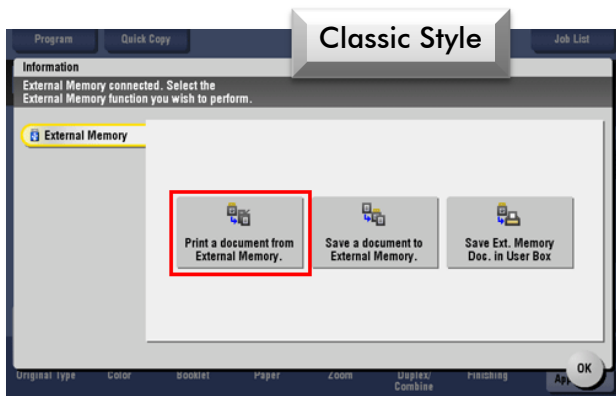 Program
Quick Copy
Classic Style
Job List
Information
External Memory connected. Select the
External Memory function you wish to perform.
External Memory
Print a document from
External Memory.
Save a document to
External Memory.
Save Ext. Memory
Doc. in User Box
Original Type
Color
Booklet
Paper
Zoom
Duplex/
Combine
Finishing
OK